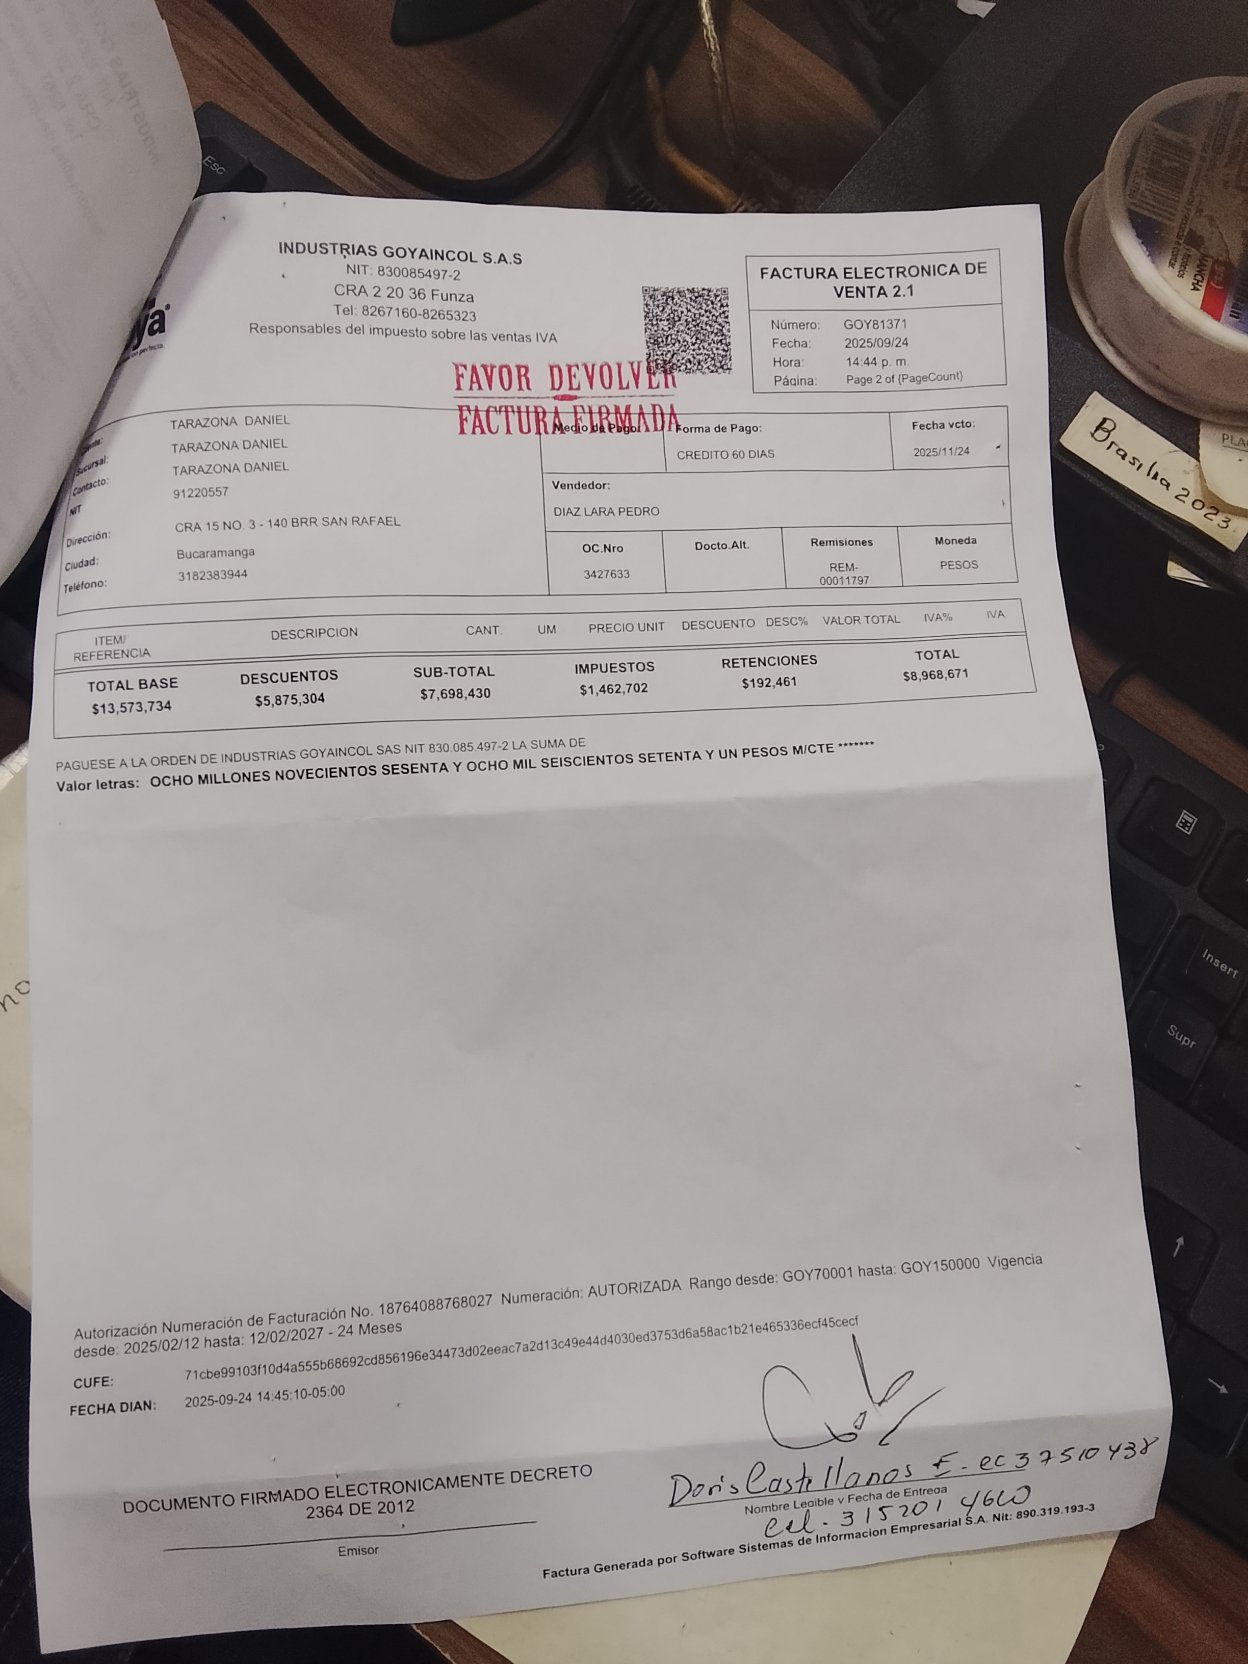 INDUSTRIAS GOYAINCOL S.A.S
NIT: 830085497-2
CRA 2 20 36 Funza
Tel: 8267160-8265323
Responsables del impuesto sobre las ventas IVA
FACTURA ELECTRONICA DE
VENTA 2.1
Número: GOY81371
Fecha: 2025/09/24
Hora: 14:44 p. m.
Página: Page 2 of {PageCount}
FAVOR DEVOLVER
FACTURA FIRMADA
TARAZONA DANIEL
Sucursal: TARAZONA DANIEL
Contacto: TARAZONA DANIEL
NIT 91220557
Dirección: CRA 15 NO. 3 - 140 BRR SAN RAFAEL
Ciudad: Bucaramanga
Teléfono: 3182383944
Medio de Pago: Forma de Pago: Fecha vcto:
CREDITO 60 DIAS 2025/11/24
Vendedor:
DIAZ LARA PEDRO
OC.Nro Docto.Alt. Remisiones Moneda
3427633 REM-00011797 PESOS
ITEM/REFERENCIA DESCRIPCION CANT. UM PRECIO UNIT DESCUENTO DESC% VALOR TOTAL IVA% IVA
TOTAL BASE DESCUENTOS SUB-TOTAL IMPUESTOS RETENCIONES TOTAL
$13,573,734 $5,875,304 $7,698,430 $1,462,702 $192,461 $8,968,671
PAGUESE A LA ORDEN DE INDUSTRIAS GOYAINCOL SAS NIT 830.085.497-2 LA SUMA DE
Valor letras: OCHO MILLONES NOVECIENTOS SESENTA Y OCHO MIL SEISCIENTOS SETENTA Y UN PESOS M/CTE *******
Autorización Numeración de Facturación No. 18764088768027 Numeración: AUTORIZADA Rango desde: GOY70001 hasta: GOY150000 Vigencia
desde: 2025/02/12 hasta: 12/02/2027 - 24 Meses
CUFE: 71cbe99103f10d4a555b68692cd856196e34473d02eeac7a2d13c49e44d4030ed3753d6a58ac1b21e465336ecf45cecf
FECHA DIAN: 2025-09-24 14:45:10-05:00
DOCUMENTO FIRMADO ELECTRONICAMENTE DECRETO
2364 DE 2012
Emisor
Doris Castellanos E. cc 37510438
Nombre Legible y Fecha de Entrega
cel. 315201 4600
Factura Generada por Software Sistemas de Informacion Empresarial S.A. Nit: 890.319.193-3
Brasilia 2023
Esc
Insert
Supr